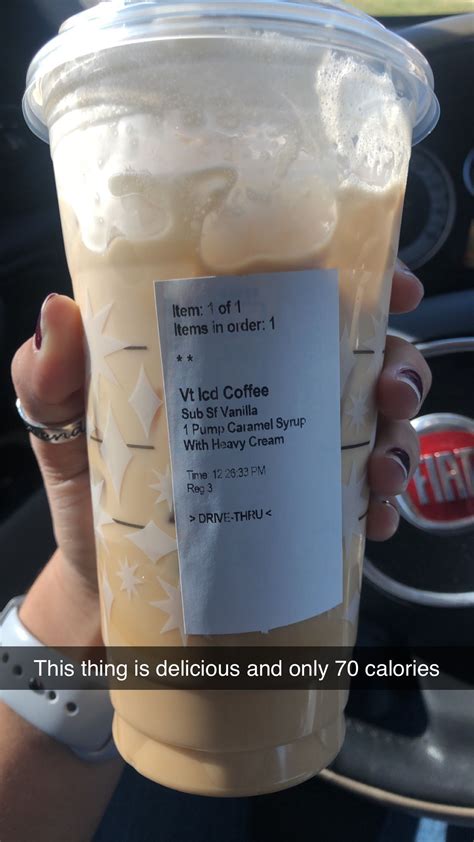 Item: 1 of 1
Items in order: 1
* *
Vt Icd Coffee
Sub Sf Vanilla
1 Pump Caramel Syrup
With Heavy Cream
Time: 12:26:33 PM
Reg 3
> DRIVE-THRU <
FIAT
This thing is delicious and only 70 calories